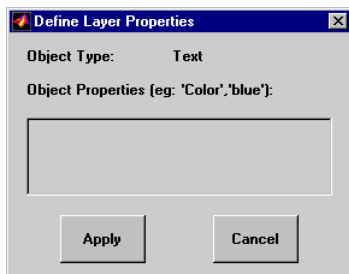 Define Layer Properties
Object Type: Text
Object Properties (eg: 'Color','blue'):
Apply Cancel